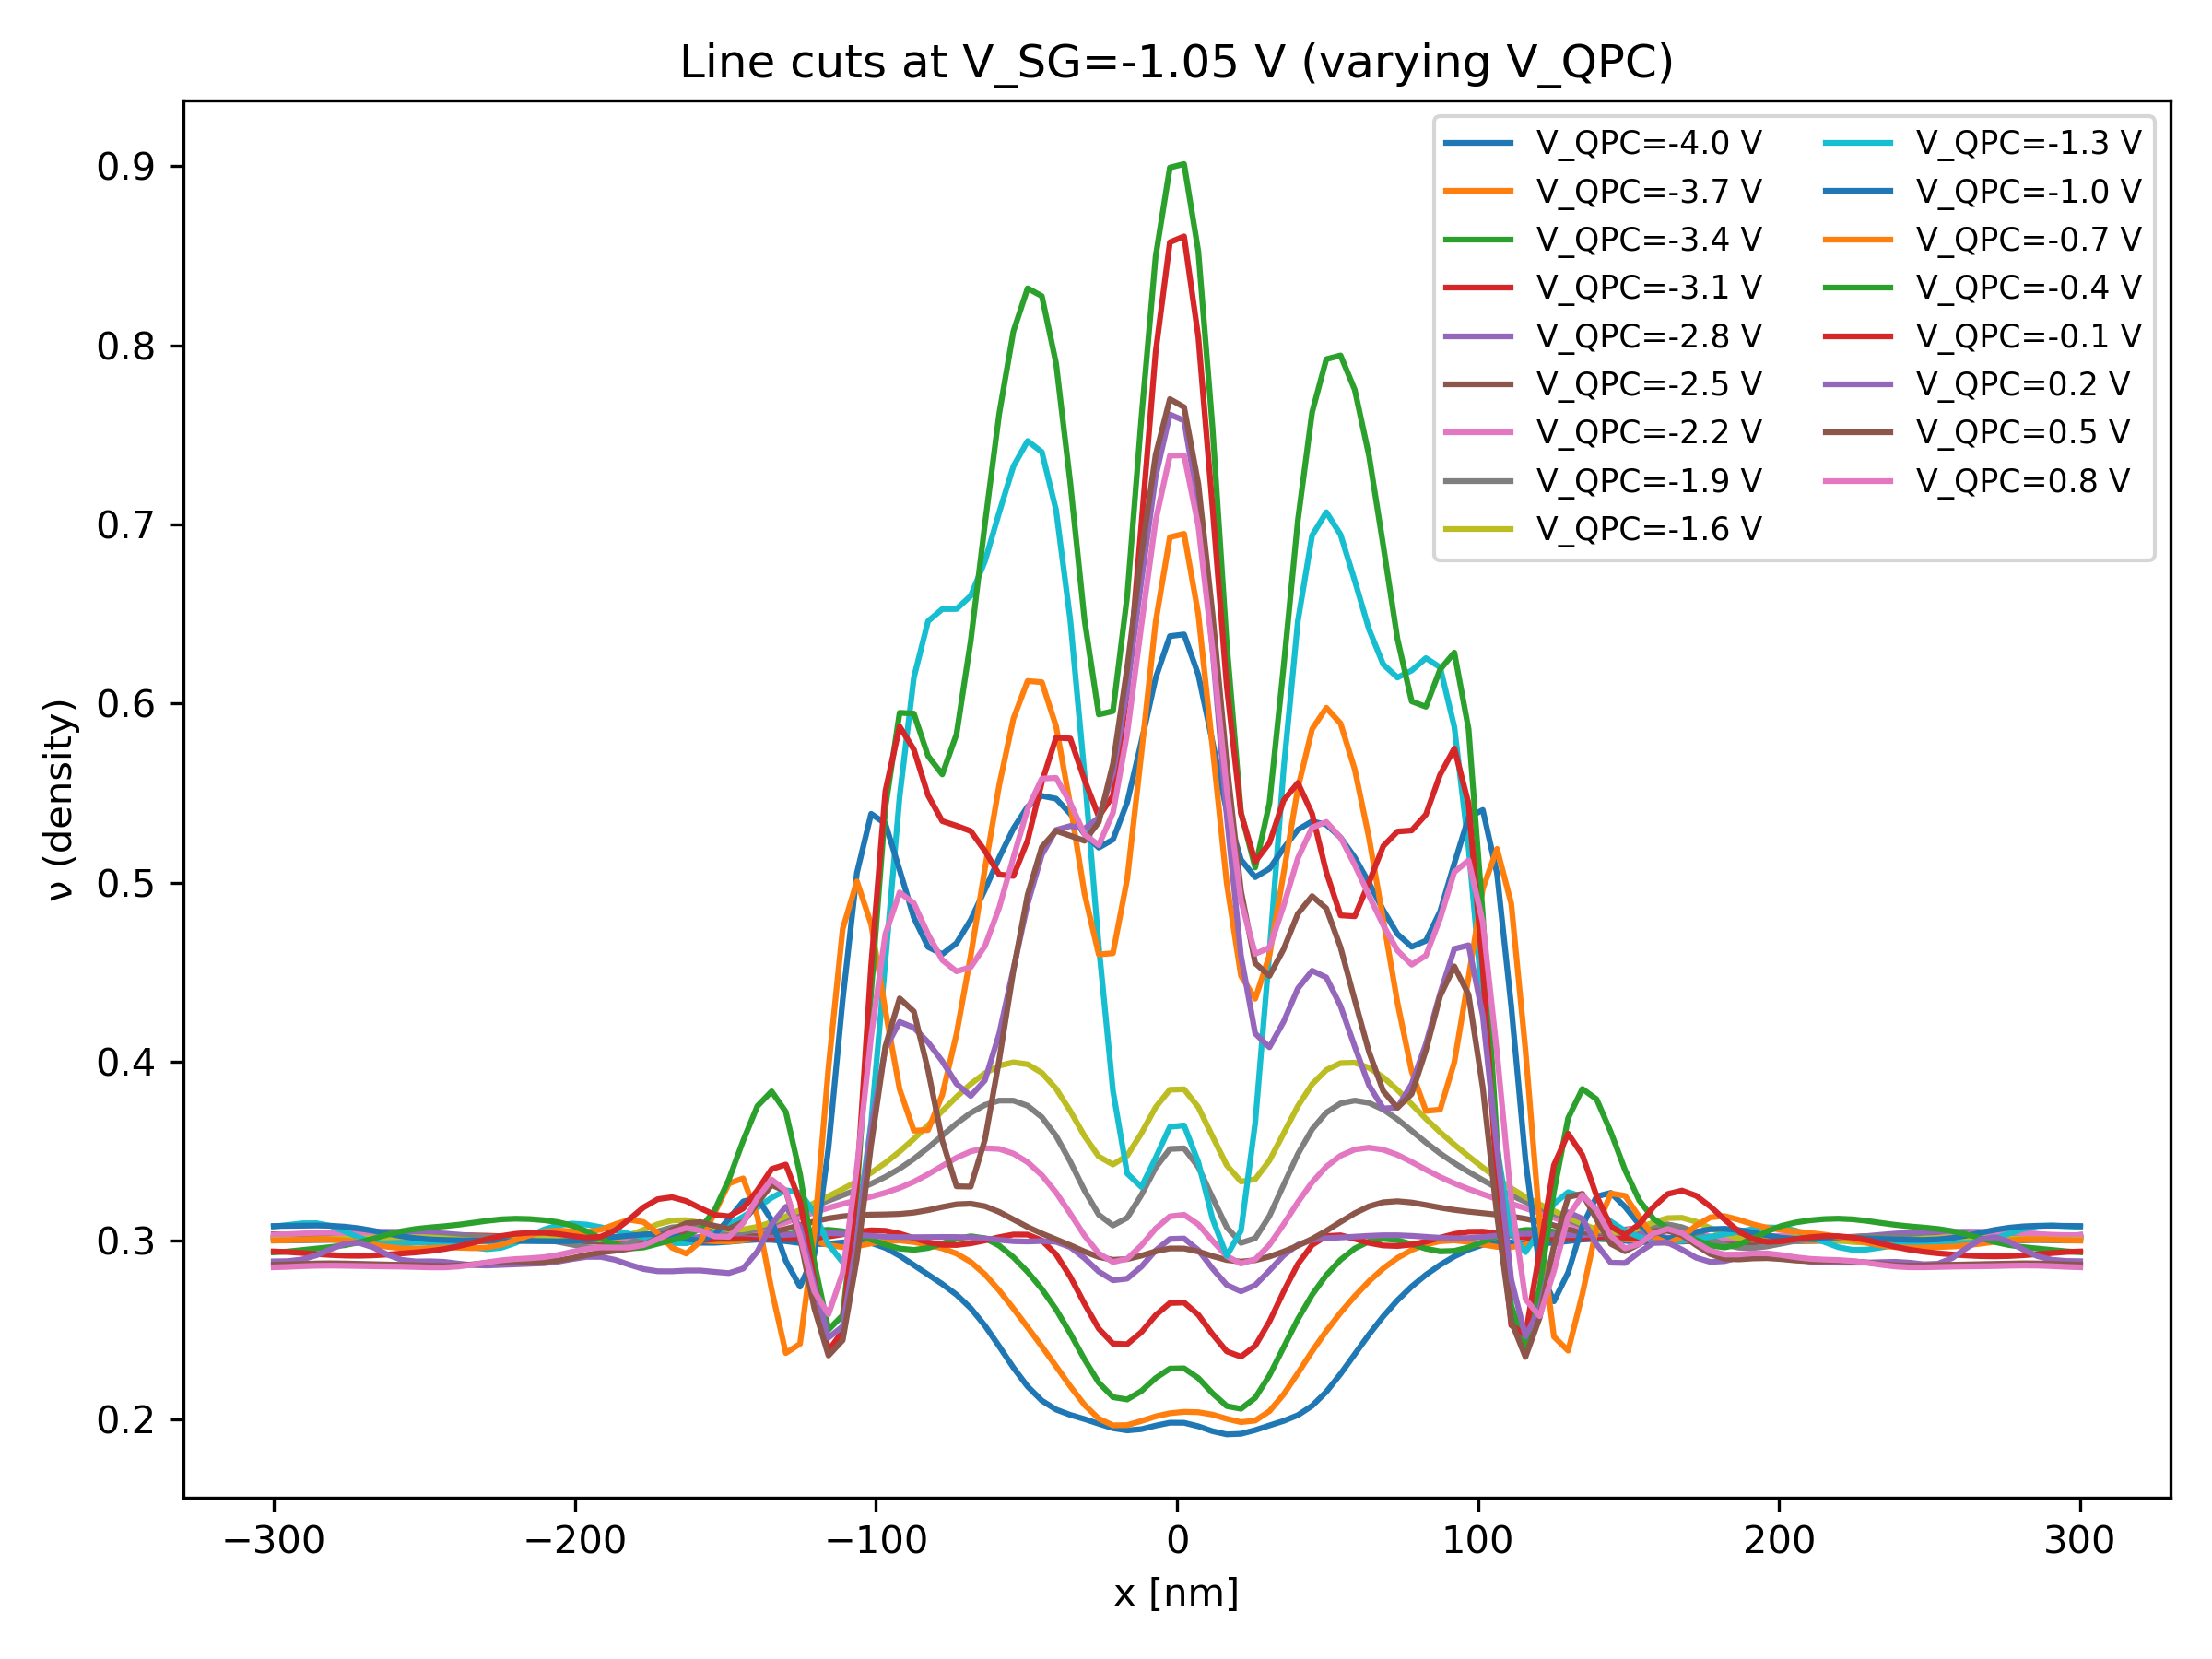 Line cuts at V_SG=-1.05 V (varying V_QPC)
V_QPC=-4.0 V
V_QPC=-3.7 V
V_QPC=-3.4 V
V_QPC=-3.1 V
V_QPC=-2.8 V
V_QPC=-2.5 V
V_QPC=-2.2 V
V_QPC=-1.9 V
V_QPC=-1.6 V
V_QPC=-1.3 V
V_QPC=-1.0 V
V_QPC=-0.7 V
V_QPC=-0.4 V
V_QPC=-0.1 V
V_QPC=0.2 V
V_QPC=0.5 V
V_QPC=0.8 V
ν (density)
0.9
0.8
0.7
0.6
0.5
0.4
0.3
0.2
−300 −200 −100 0 100 200 300
x [nm]